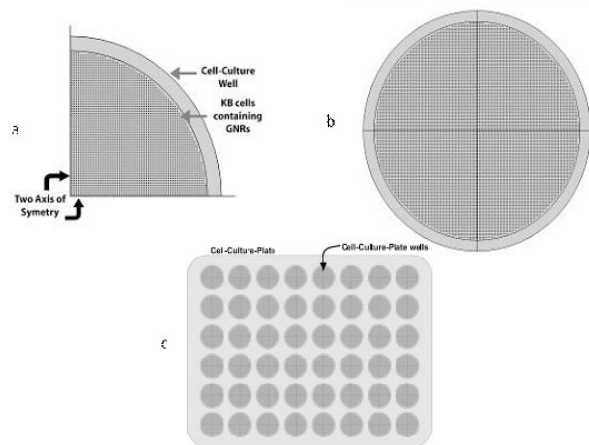 Cell-Culture
Well
KB cells
containing
GNRs
a
Two Axis of
Symetry
b
Cell-Culture-Plate
Cell-Culture-Plate wells
c